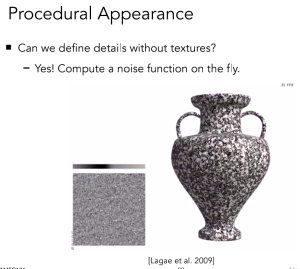 Procedural Appearance
Can we define details without textures?
– Yes! Compute a noise function on the fly.
[Lagae et al. 2009]